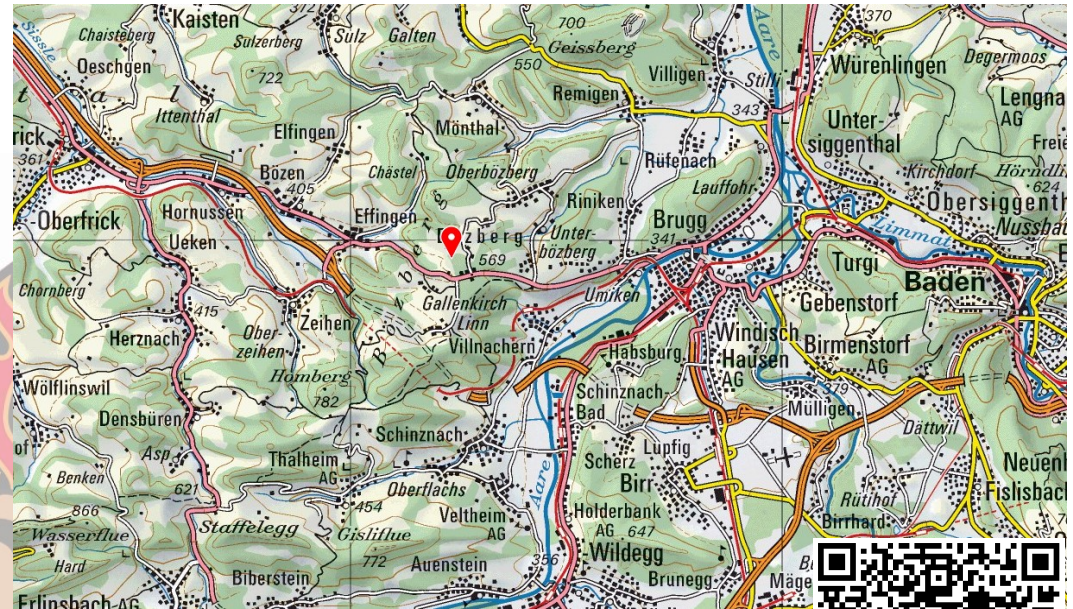 Kaisten
372
Sulz
Galten
700
Geissberg
Aare
370
Chaisteberg
Sulzerberg
550
Villigen
Stilli
Würenlingen
Degermoos
Sissle
Oeschgen
722
Remigen
343
Lengna
AG
Ittenthal
Elfingen
Mönthal
Unter-
siggenthal
rick
361
Bözen
405
Chästel
Oberbözberg
Rüfenach
Kirchdorf
624
Oberfrick
Hornussen
Ueken
Effingen
Riniken
Lauffohr
Brugg
341
Obersiggenth
Nussbau
Limmat
zberg
569
Unter-
bözberg
Turgi
Baden
Chornberg
415
Gallenkirch
Linn
Umiken
Gebenstorf
Herznach
Ober-
zeihen
Zeihen
Villnachern
Habsburg
Windisch
Hausen
AG
Birmenstorf
AG
379
Homberg
782
Wölflinswil
Densbüren
Schinznach-
Bad
Mülligen
Dättwil
of
Asp
Schinznach
Lupfig
Benken
Thalheim
AG
Scherz
Birr
Neuenh
Fislisbach
621
Oberflachs
Aare
Rütihof
866
Wasserflue
Staffelegg
454
Gisliflue
Veltheim
AG
Holderbank
AG
647
Birrhard
Hard
772
Auenstein
356
Wildegg
Biberstein
Brunegg
Mäge
Erlinsbach AG